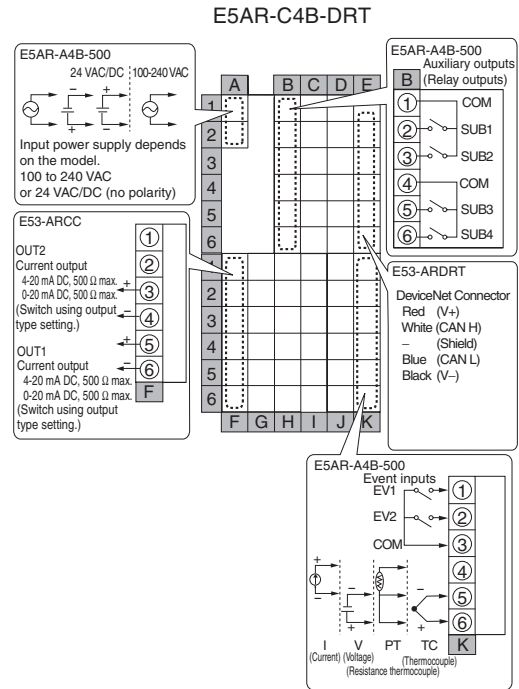 E5AR-C4B-DRT
E5AR-A4B-500
24 VAC/DC 100-240 VAC
− + +
+ − −
Input power supply depends
on the model.
100 to 240 VAC
or 24 VAC/DC (no polarity)
A B C D E
1
2
3
4
5
6
1
2
3
4
5
6
F G H I J K
E5AR-A4B-500
Auxiliary outputs
(Relay outputs)
B
1 COM
2 SUB1
3 SUB2
4 COM
5 SUB3
6 SUB4
E53-ARCC
OUT2
Current output
4-20 mA DC, 500 Ω max.
0-20 mA DC, 500 Ω max.
(Switch using output
type setting.)
OUT1
Current output
4-20 mA DC, 500 Ω max.
0-20 mA DC, 500 Ω max.
(Switch using output
type setting.)
1
2
+ 3
− 4
+ 5
− 6
F
E53-ARDRT
DeviceNet Connector
Red (V+)
White (CAN H)
– (Shield)
Blue (CAN L)
Black (V–)
E5AR-A4B-500
Event inputs
EV1 1
EV2 2
COM 3
4
5
6
K
+ −
− +
− +
I V PT TC
(Current) (Voltage) (Thermocouple)
(Resistance thermocouple)